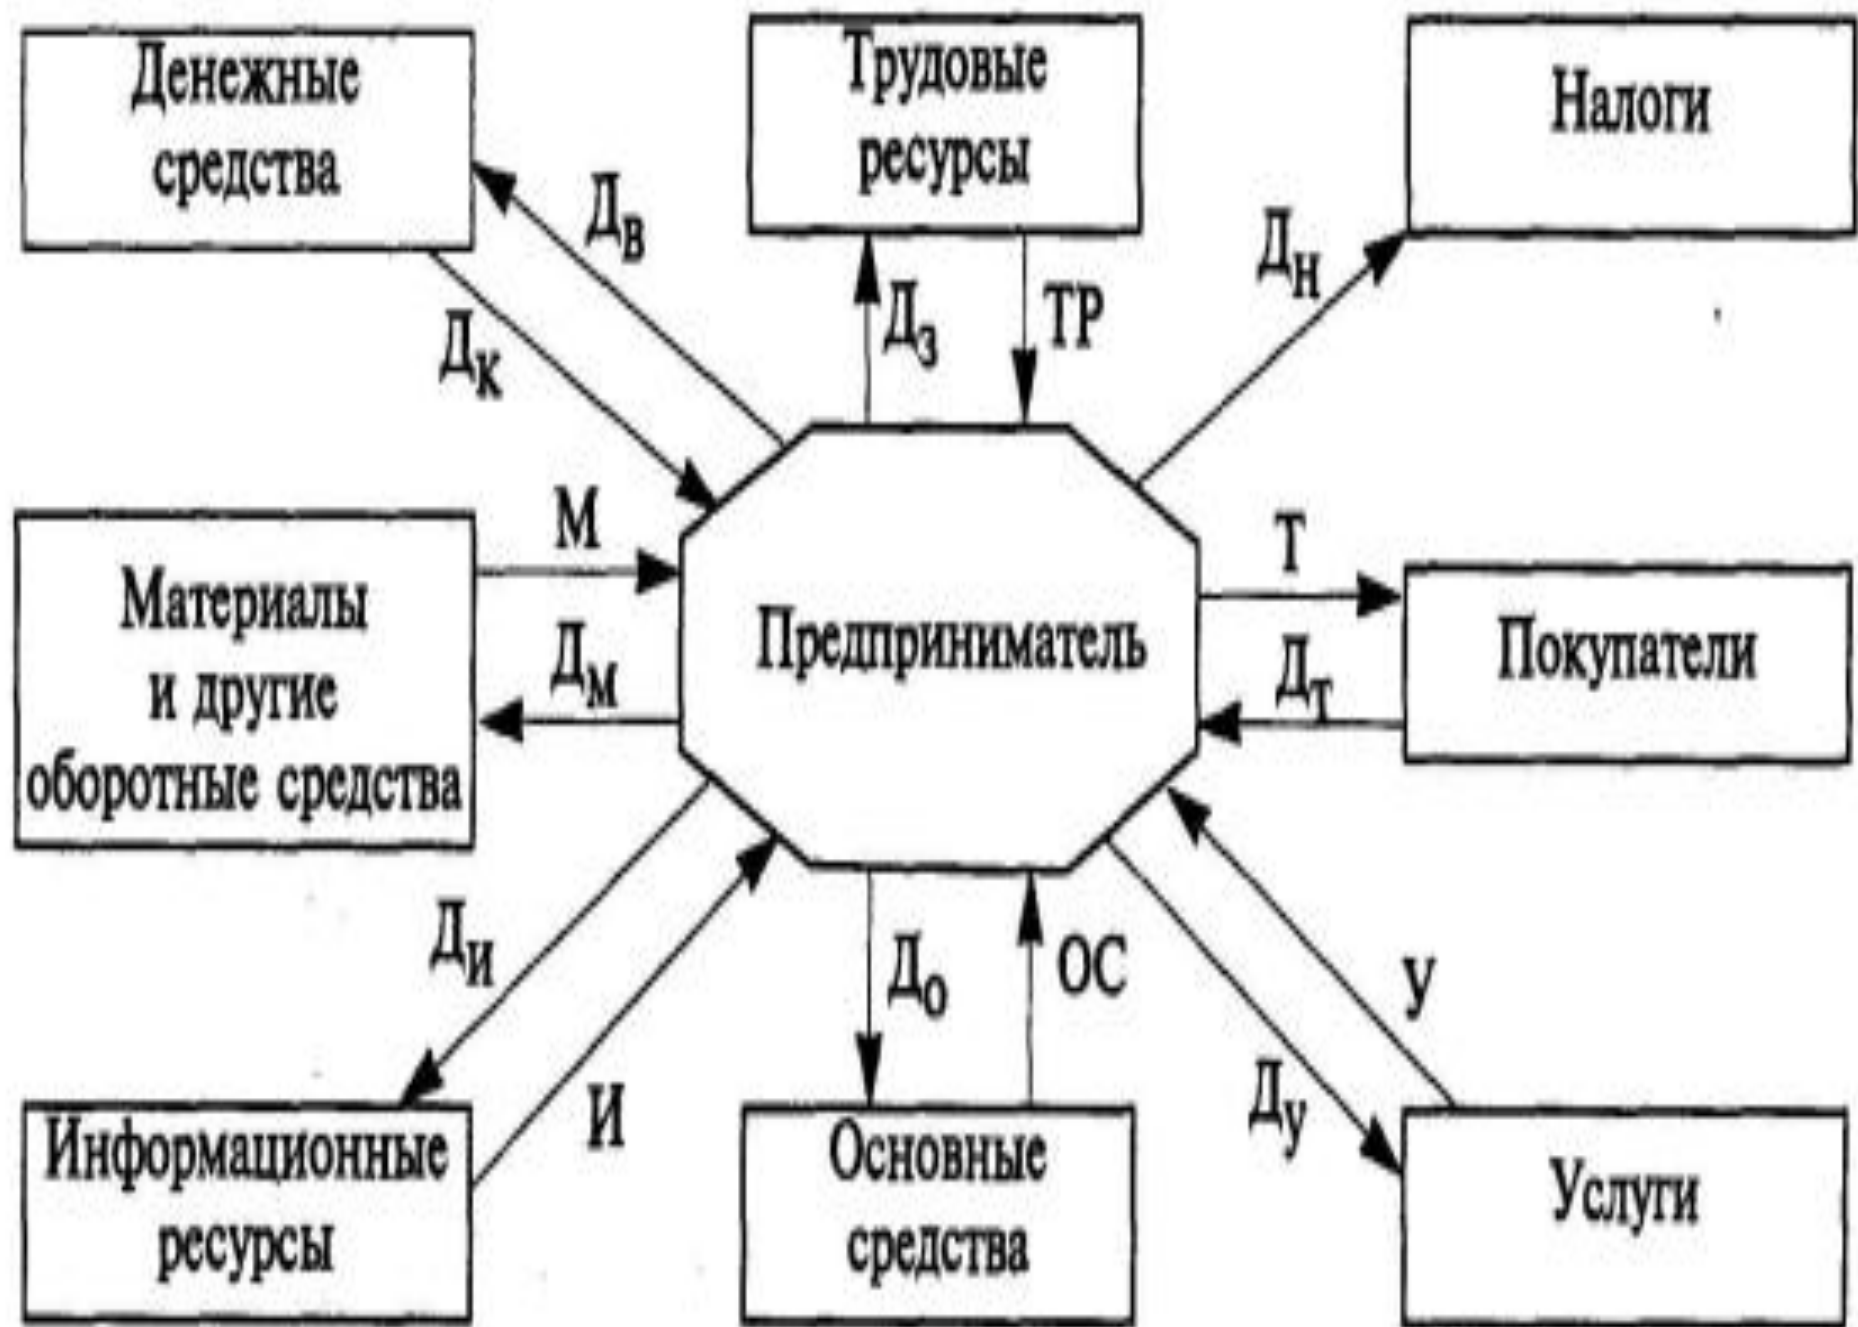 Денежные
средства
Трудовые
ресурсы
Налоги
Дв
Дк
Дз
ТР
Дн
Материалы
и другие
оборотные средства
М
Дм
Предприниматель
Т
Дт
Покупатели
Ди
И
До
ОС
У
Ду
Информационные
ресурсы
Основные
средства
Услуги